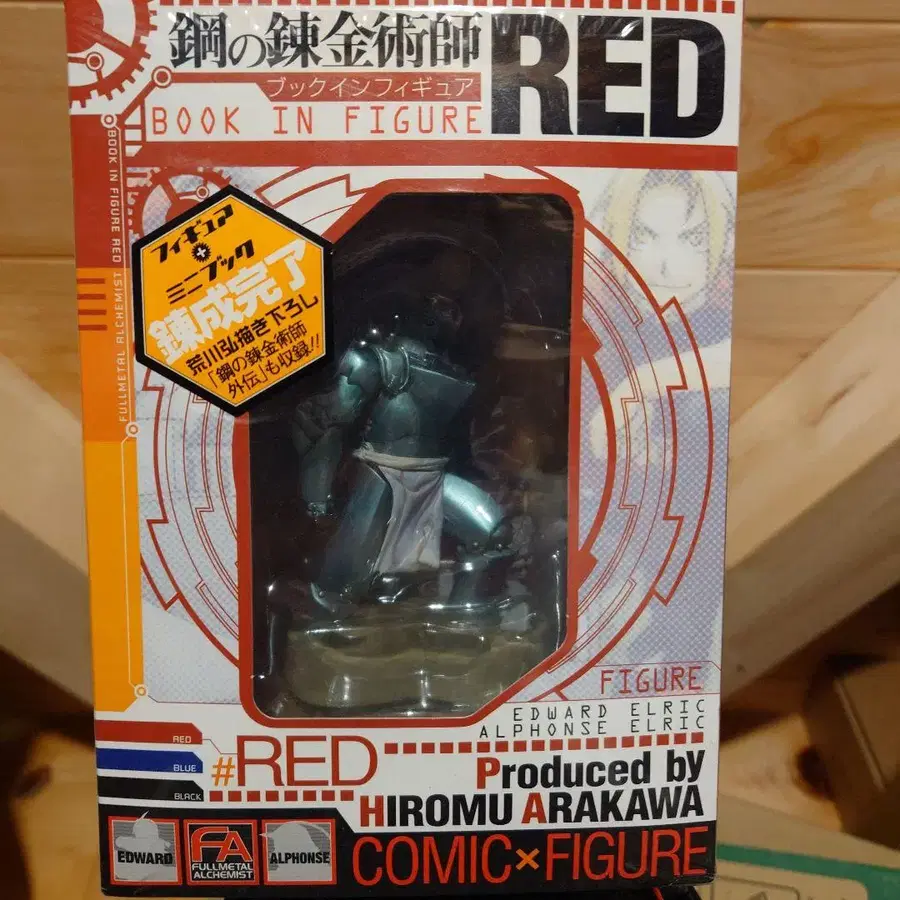 鋼の錬金術師
RED
ブックインフィギュア
BOOK IN FIGURE
BOOK IN FIGURE RED
FULLMETAL ALCHEMIST
フィギュア
+
ミニブック
錬成完了
荒川弘描き下ろし
「鋼の錬金術師
外伝」も収録!!
FIGURE
EDWARD ELRIC
ALPHONSE ELRIC
RED
BLUE
BLACK
#RED
Produced by
HIROMU ARAKAWA
EDWARD
FA
FULLMETAL
ALCHEMIST
ALPHONSE
COMIC×FIGURE